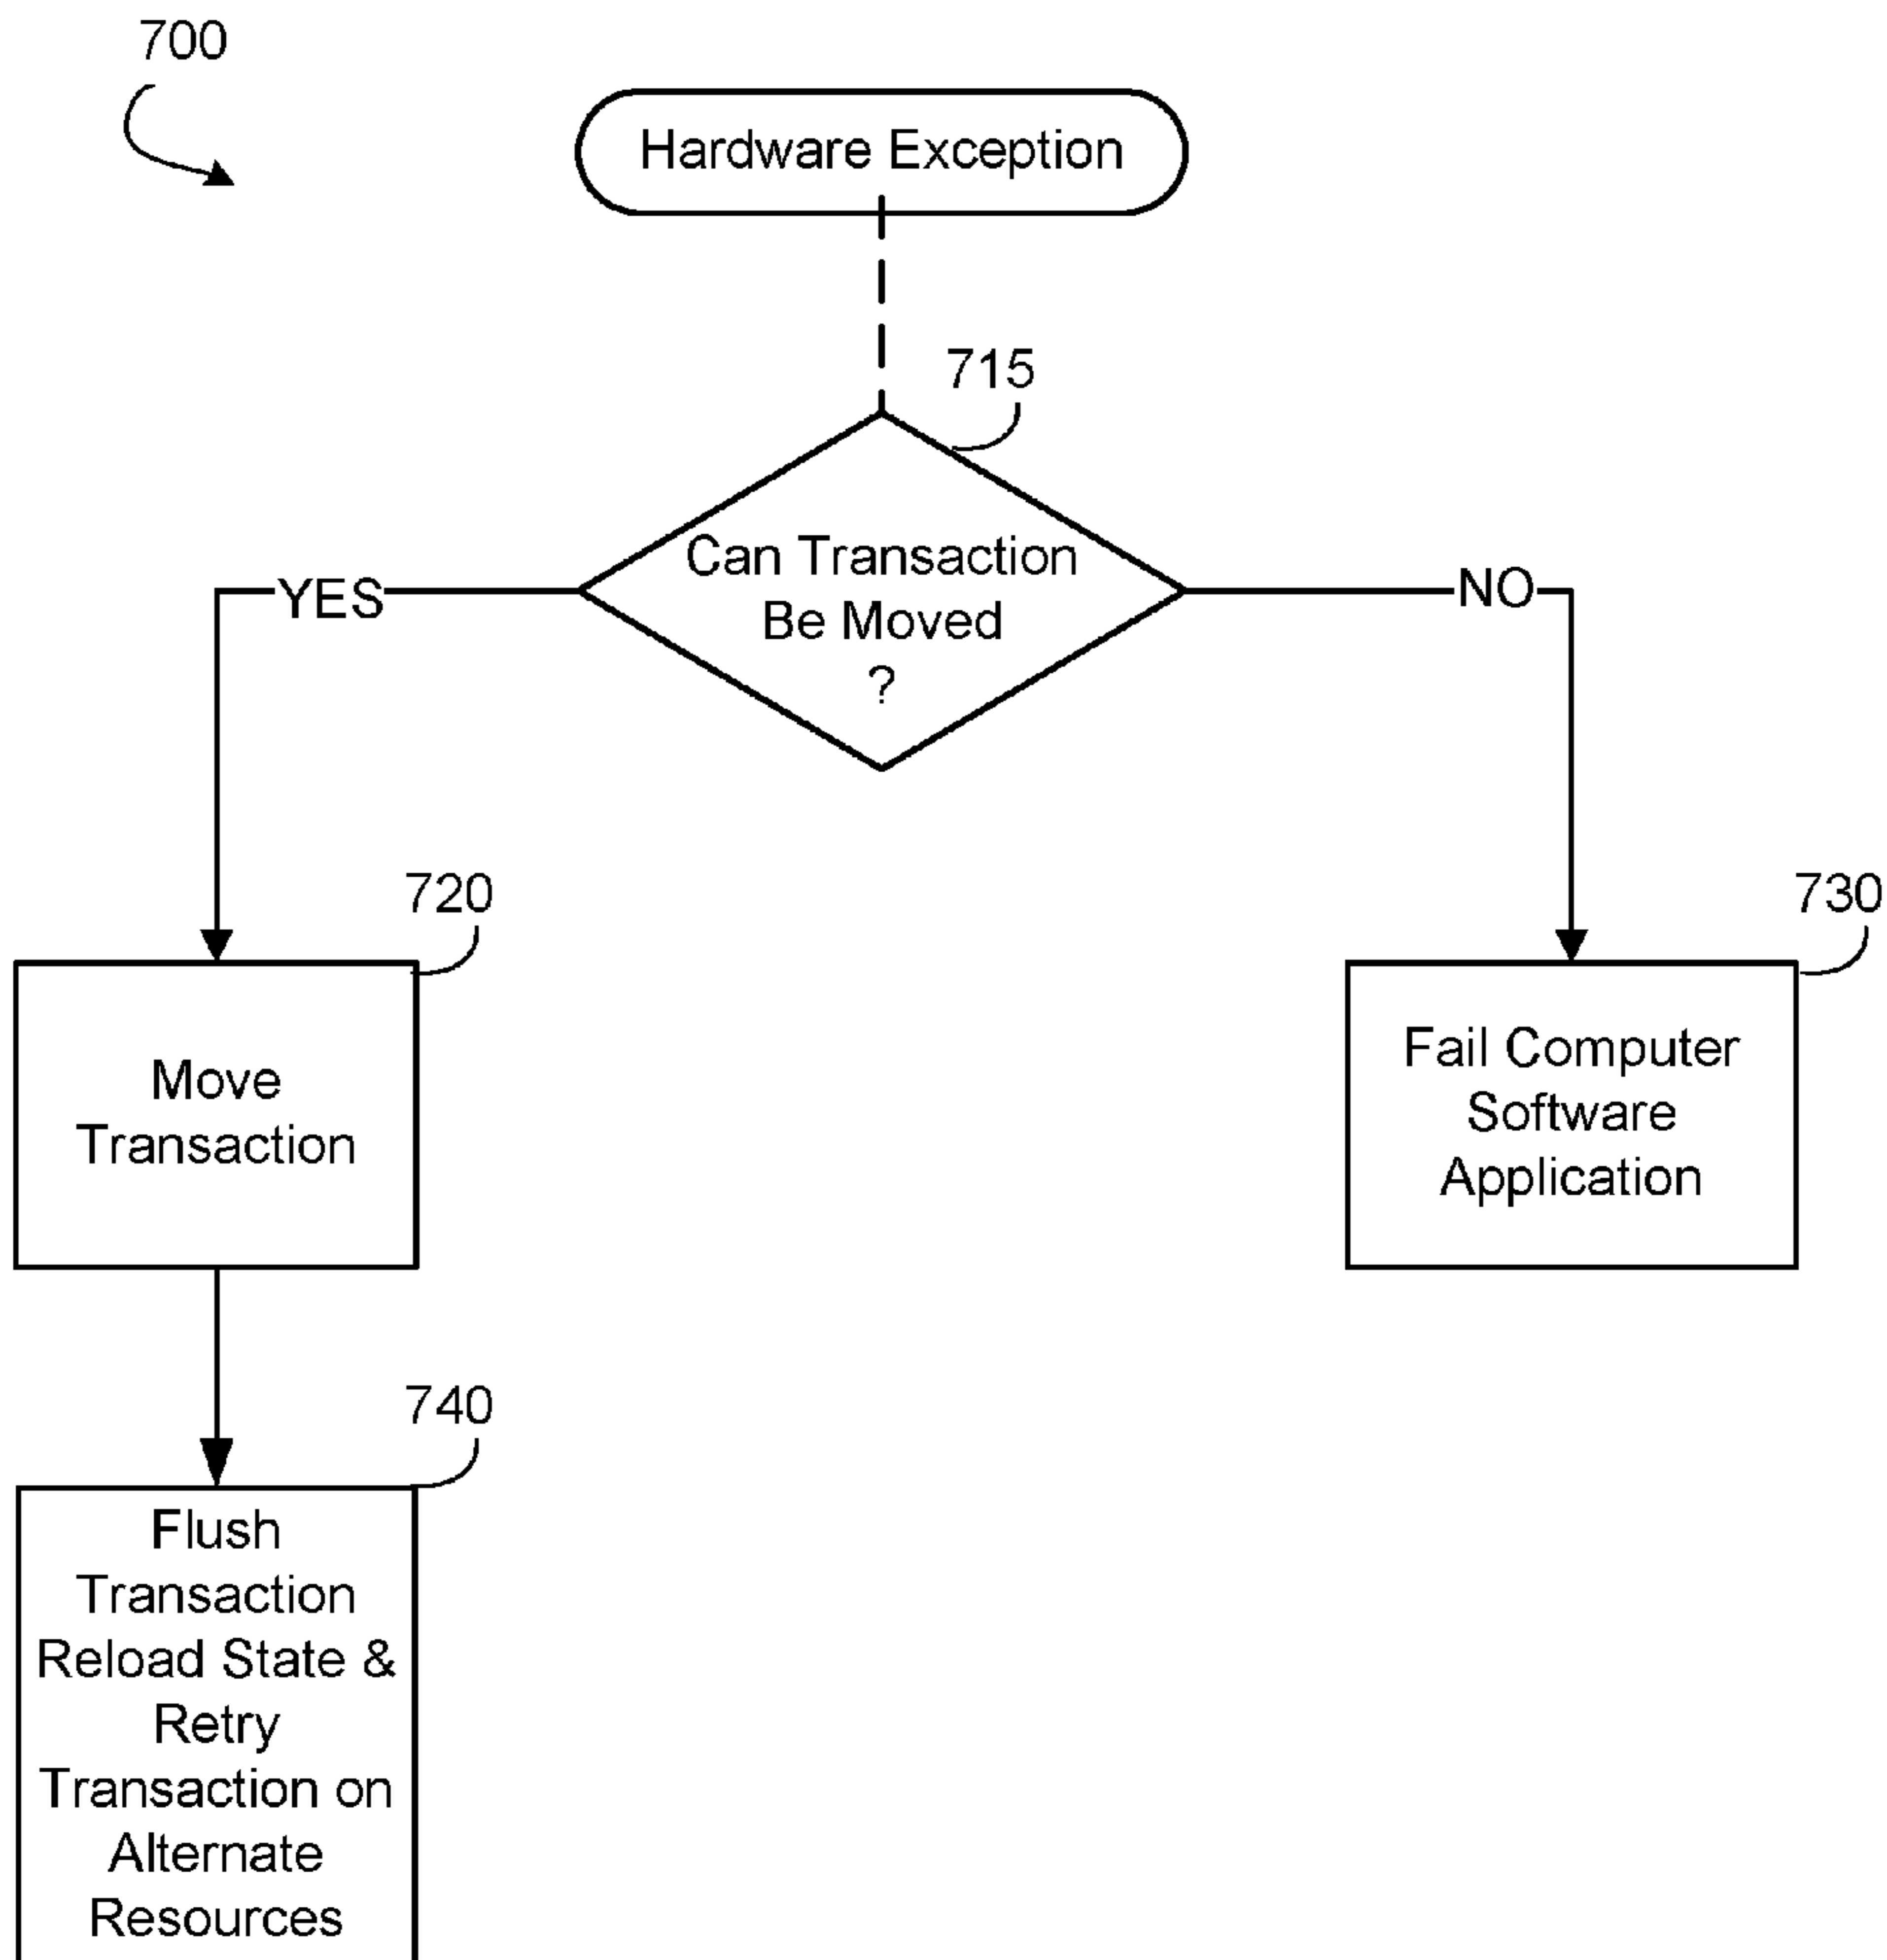 700
Hardware Exception
715
Can Transaction
Be Moved
?
YES
NO
720
Move
Transaction
730
Fail Computer
Software
Application
740
Flush
Transaction
Reload State &
Retry
Transaction on
Alternate
Resources